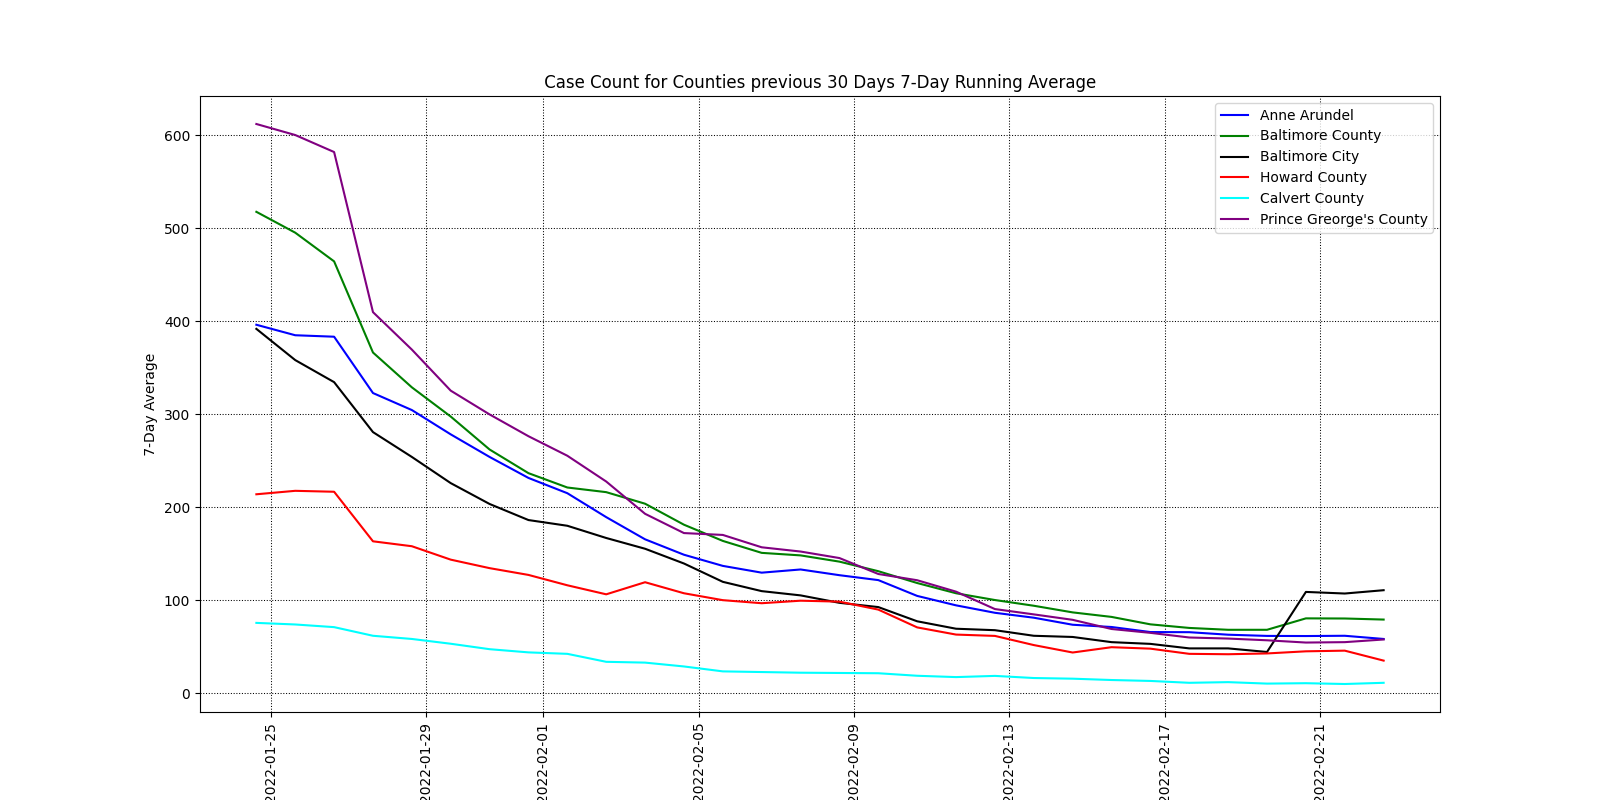 Case Count for Counties previous 30 Days 7-Day Running Average
Anne Arundel
Baltimore County
Baltimore City
Howard County
Calvert County
Prince Greorge's County
7-Day Average
600
500
400
300
200
100
0
2022-01-25
2022-01-29
2022-02-01
2022-02-05
2022-02-09
2022-02-13
2022-02-17
2022-02-21